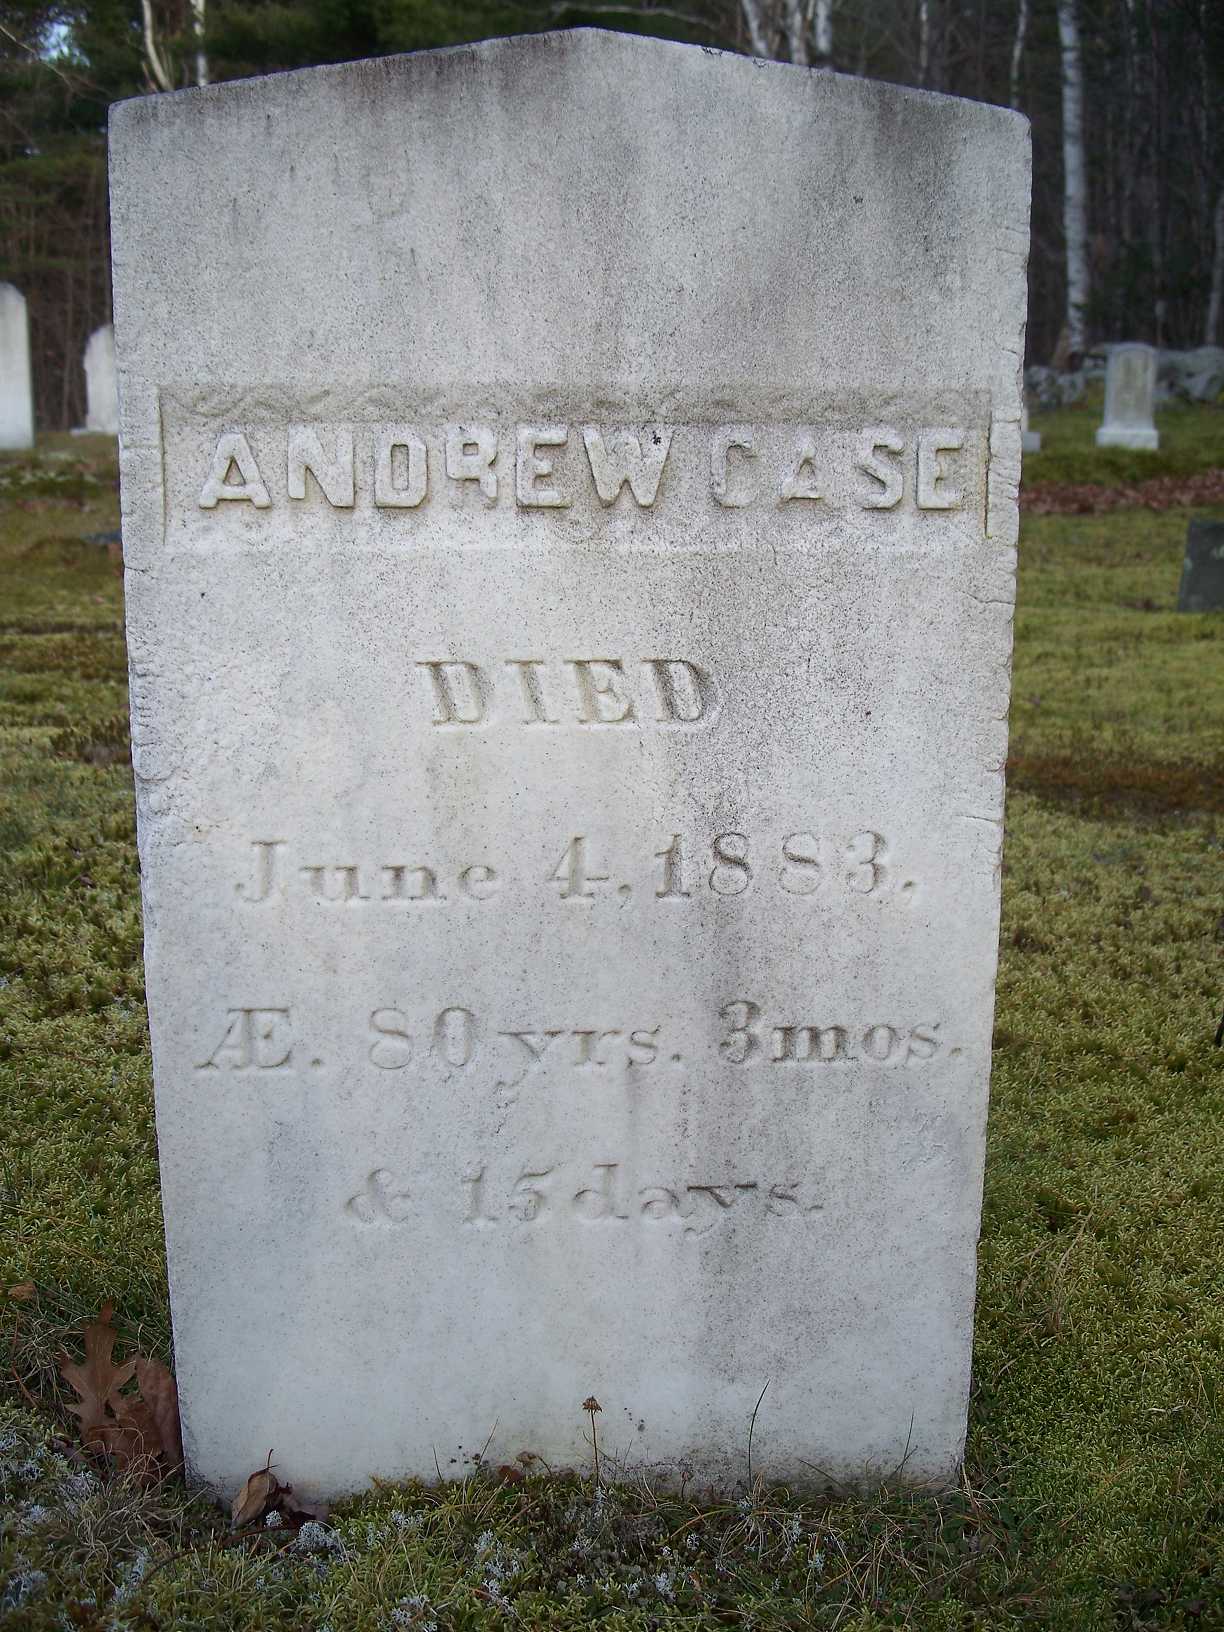 ANDREW CASE
DIED
June 4, 1883,
Æ. 80 yrs. 3 mos.
& 15 days.